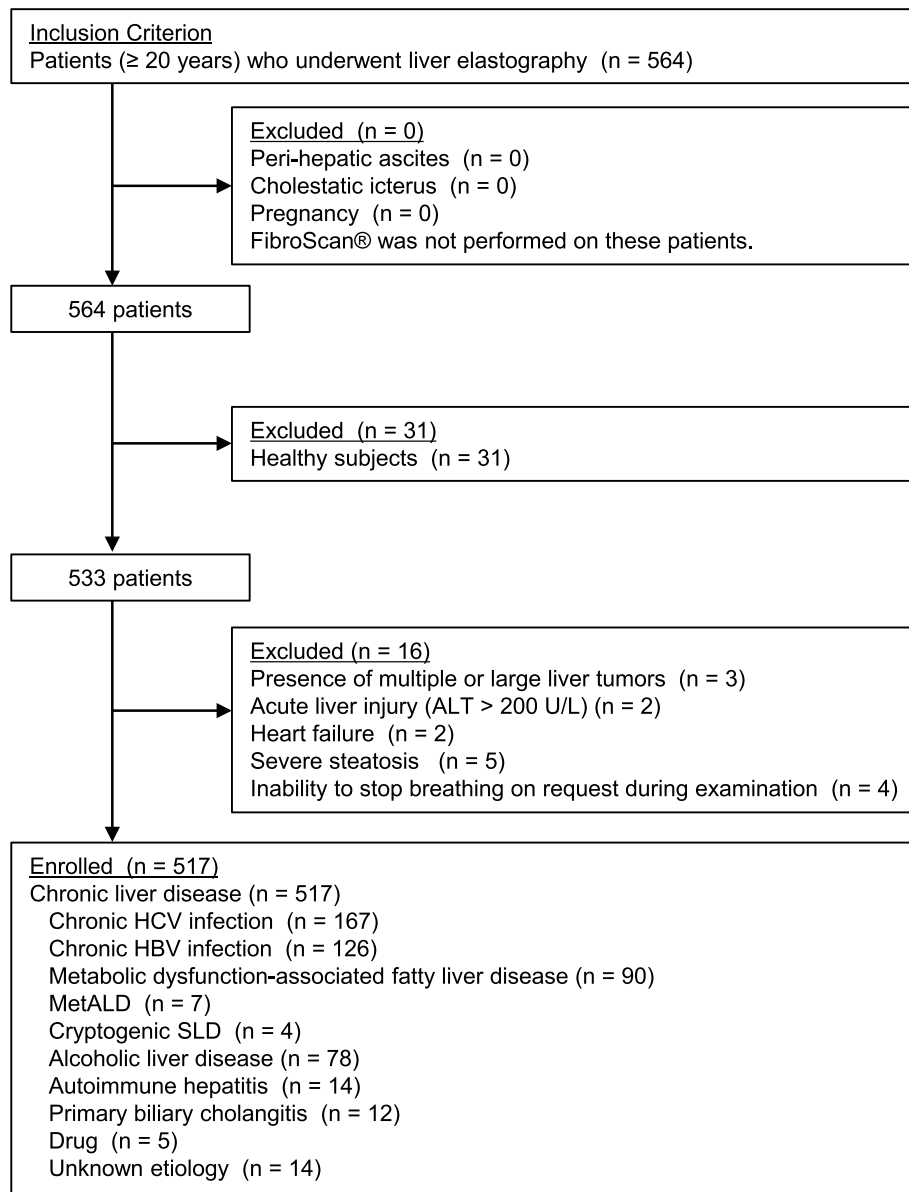 Inclusion Criterion
Patients (≥ 20 years) who underwent liver elastography (n = 564)
Excluded (n = 0)
Peri-hepatic ascites (n = 0)
Cholestatic icterus (n = 0)
Pregnancy (n = 0)
FibroScan® was not performed on these patients.
564 patients
Excluded (n = 31)
Healthy subjects (n = 31)
533 patients
Excluded (n = 16)
Presence of multiple or large liver tumors (n = 3)
Acute liver injury (ALT > 200 U/L) (n = 2)
Heart failure (n = 2)
Severe steatosis (n = 5)
Inability to stop breathing on request during examination (n = 4)
Enrolled (n = 517)
Chronic liver disease (n = 517)
Chronic HCV infection (n = 167)
Chronic HBV infection (n = 126)
Metabolic dysfunction-associated fatty liver disease (n = 90)
MetALD (n = 7)
Cryptogenic SLD (n = 4)
Alcoholic liver disease (n = 78)
Autoimmune hepatitis (n = 14)
Primary biliary cholangitis (n = 12)
Drug (n = 5)
Unknown etiology (n = 14)